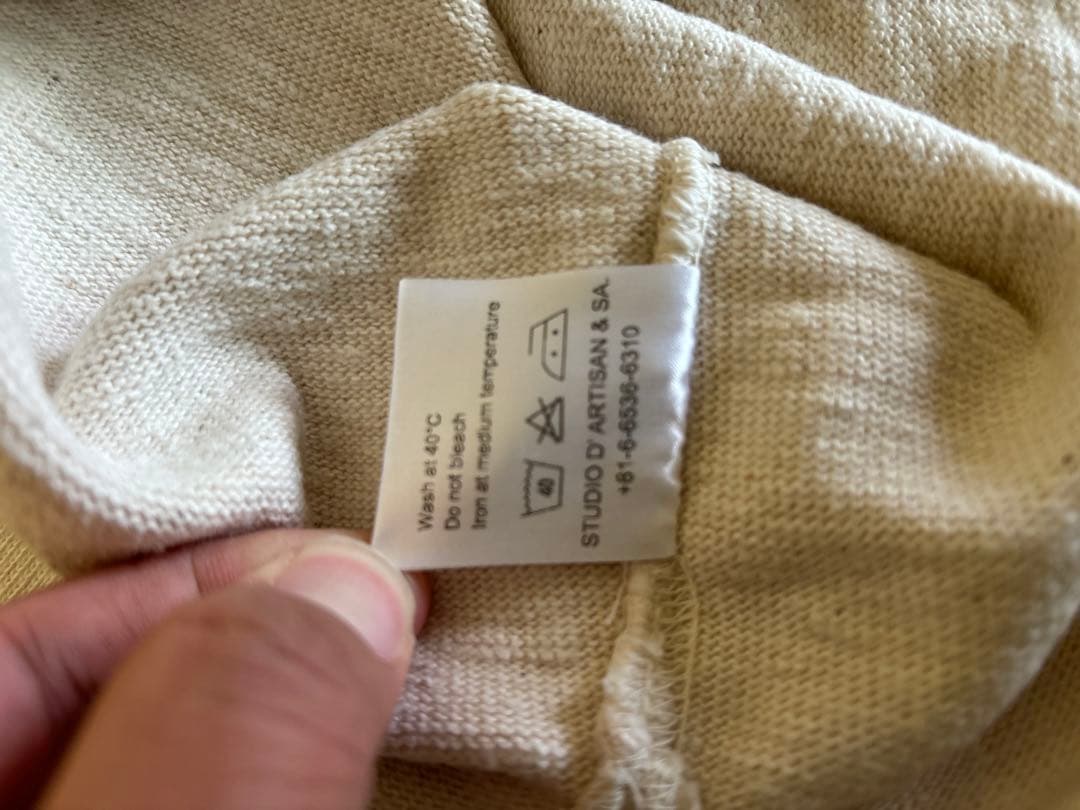 Wash at 40°C
Do not bleach
Iron at medium temperature
40
STUDIO D' ARTISAN & SA.
+81-6-6536-6310